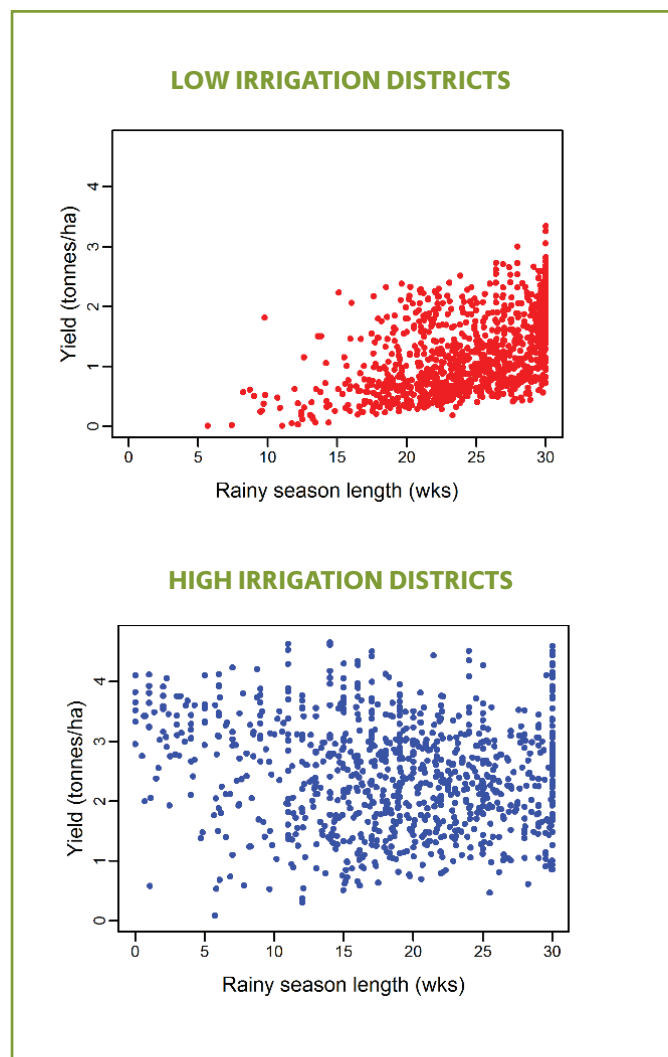 LOW IRRIGATION DISTRICTS
4
3
2
1
0
Yield (tonnes/ha)
0 5 10 15 20 25 30
Rainy season length (wks)
HIGH IRRIGATION DISTRICTS
4
3
2
1
0
Yield (tonnes/ha)
0 5 10 15 20 25 30
Rainy season length (wks)